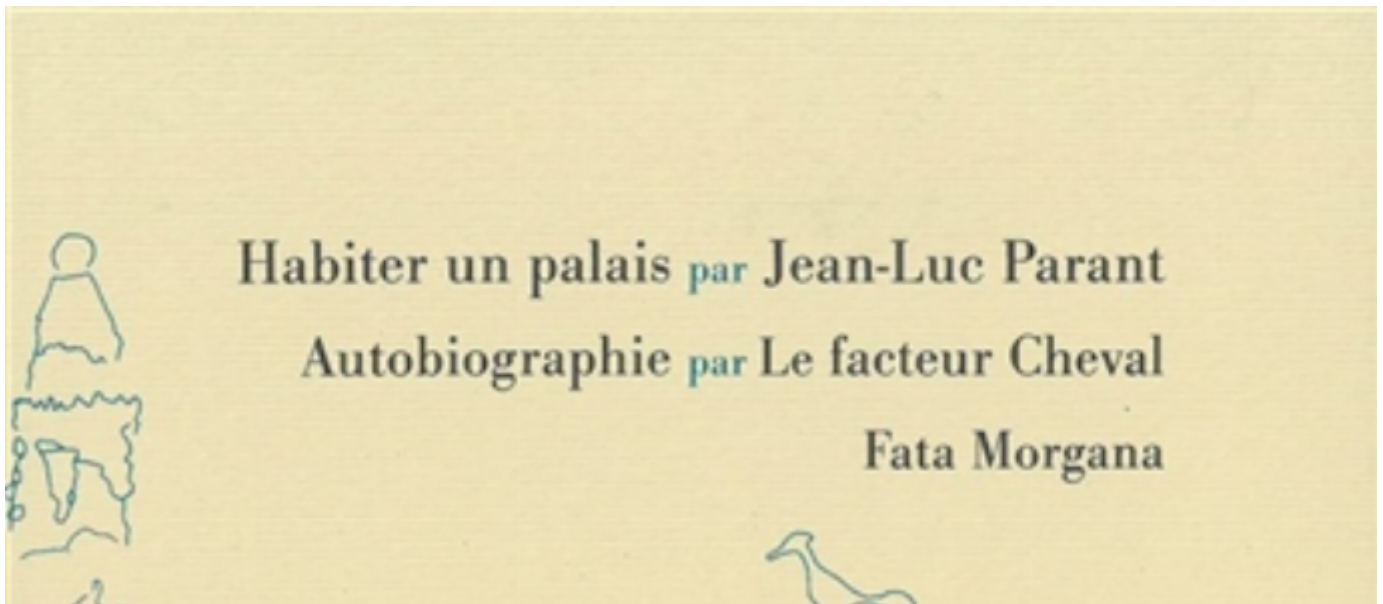 Habiter un palais par Jean-Luc Parant
Autobiographie par Le facteur Cheval
Fata Morgana